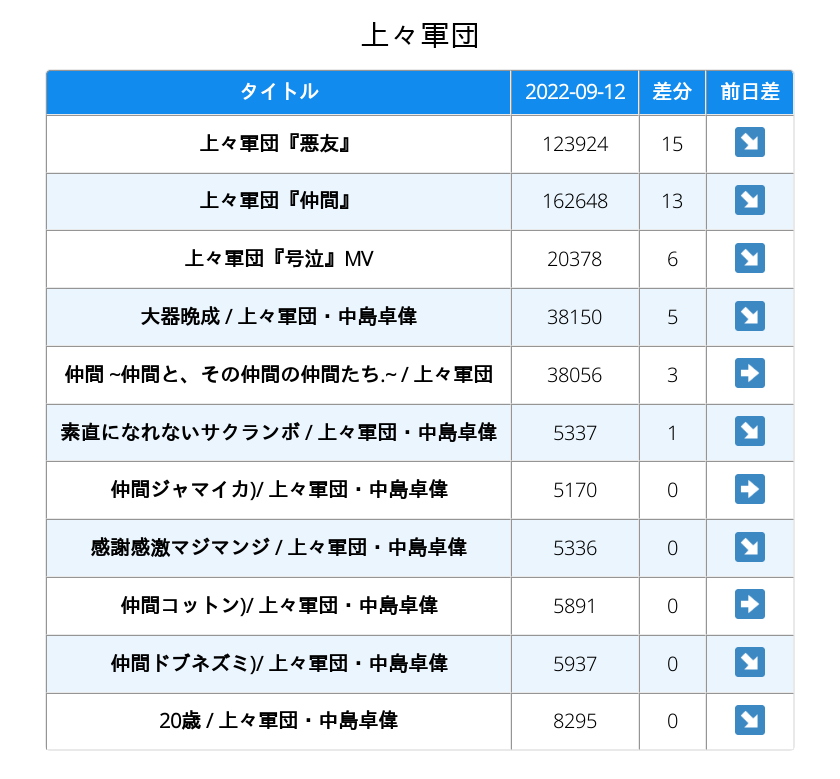 上々軍団
タイトル 2022-09-12 差分 前日差
上々軍団『悪友』 123924 15 ↘
上々軍団『仲間』 162648 13 ↘
上々軍団『号泣』MV 20378 6 ↘
大器晩成 / 上々軍団・中島卓偉 38150 5 ↘
仲間 ~仲間と、その仲間の仲間たち.~ / 上々軍団 38056 3 ➡
素直になれないサクランボ / 上々軍団・中島卓偉 5337 1 ↘
仲間ジャマイカ)/ 上々軍団・中島卓偉 5170 0 ➡
感謝感激マジマンジ / 上々軍団・中島卓偉 5336 0 ↘
仲間コットン)/ 上々軍団・中島卓偉 5891 0 ➡
仲間ドブネズミ)/ 上々軍団・中島卓偉 5937 0 ↘
20歳 / 上々軍団・中島卓偉 8295 0 ↘